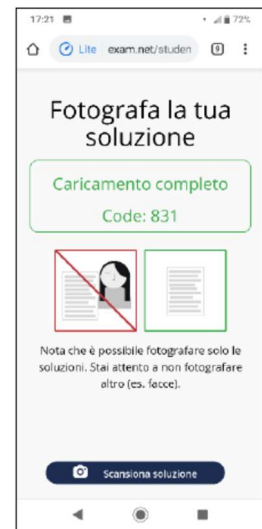 17:21 72%
Lite exam.net/studen 9
Fotografa la tua
soluzione
Caricamento completo
Code: 831
Nota che è possibile fotografare solo le
soluzioni. Stai attento a non fotografare
altro (es. facce).
Scansiona soluzione